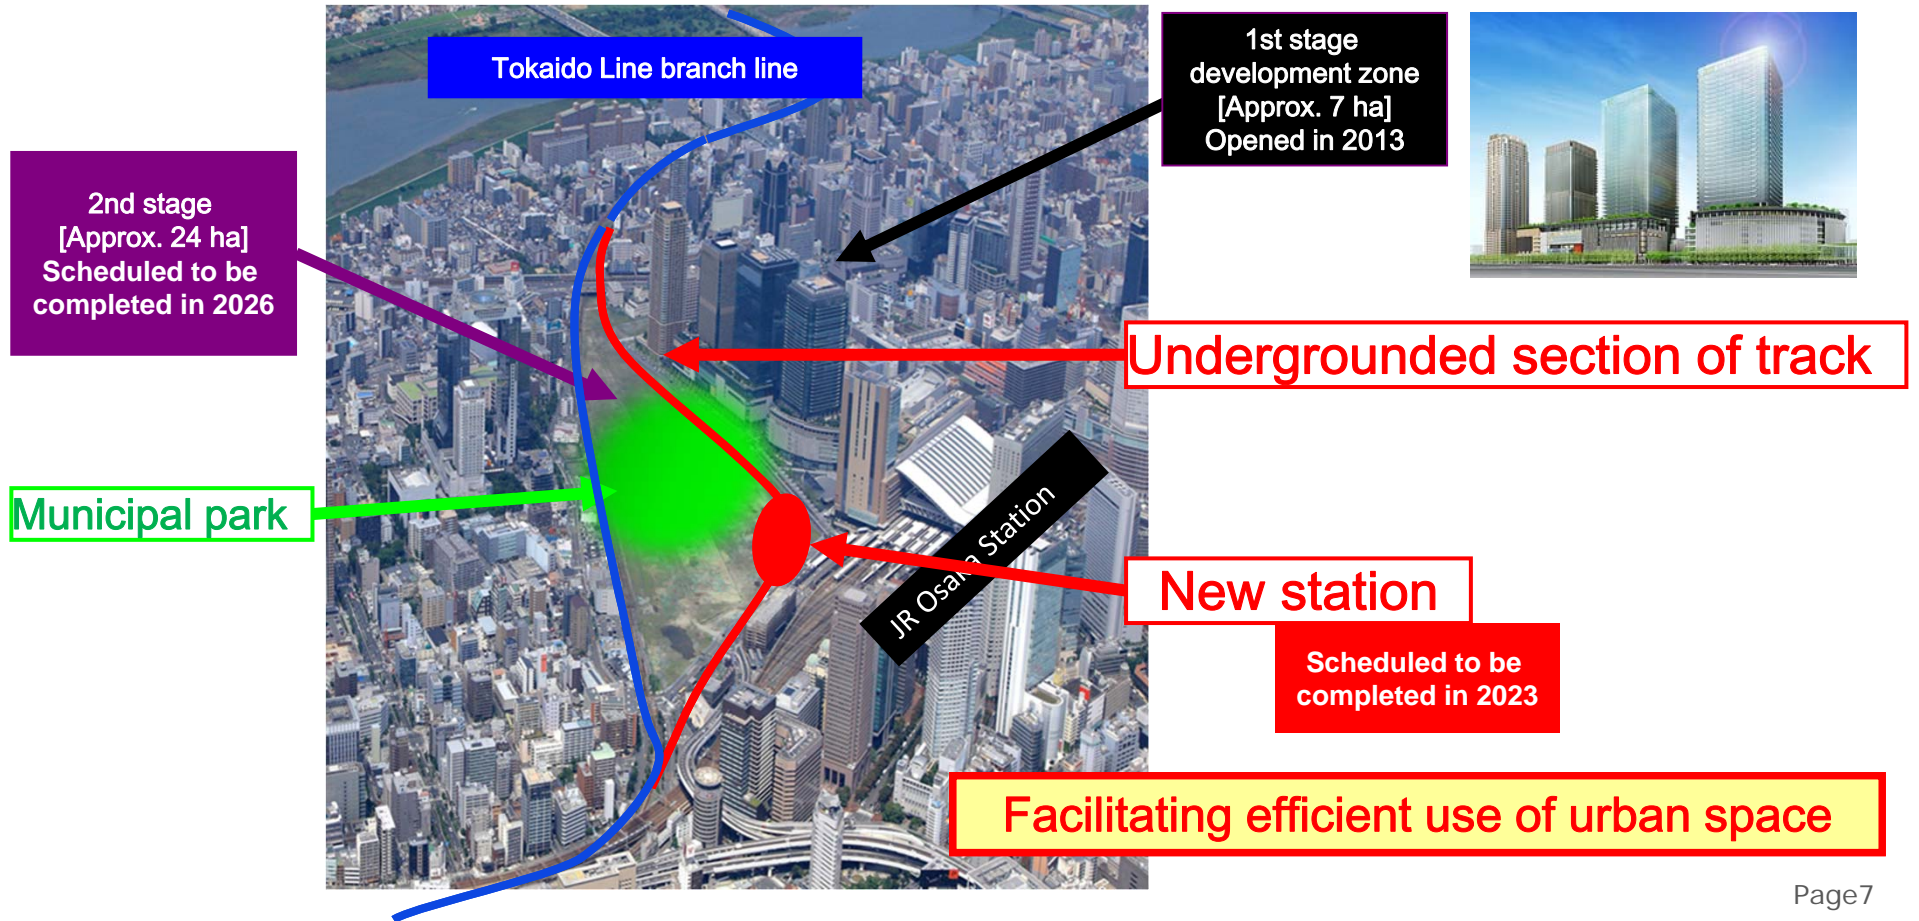 Tokaido Line branch line
1st stage
development zone
[Approx. 7 ha]
Opened in 2013
2nd stage
[Approx. 24 ha]
Scheduled to be
completed in 2026
Undergrounded section of track
Municipal park
JR Osaka Station
New station
Scheduled to be
completed in 2023
Facilitating efficient use of urban space
Page7